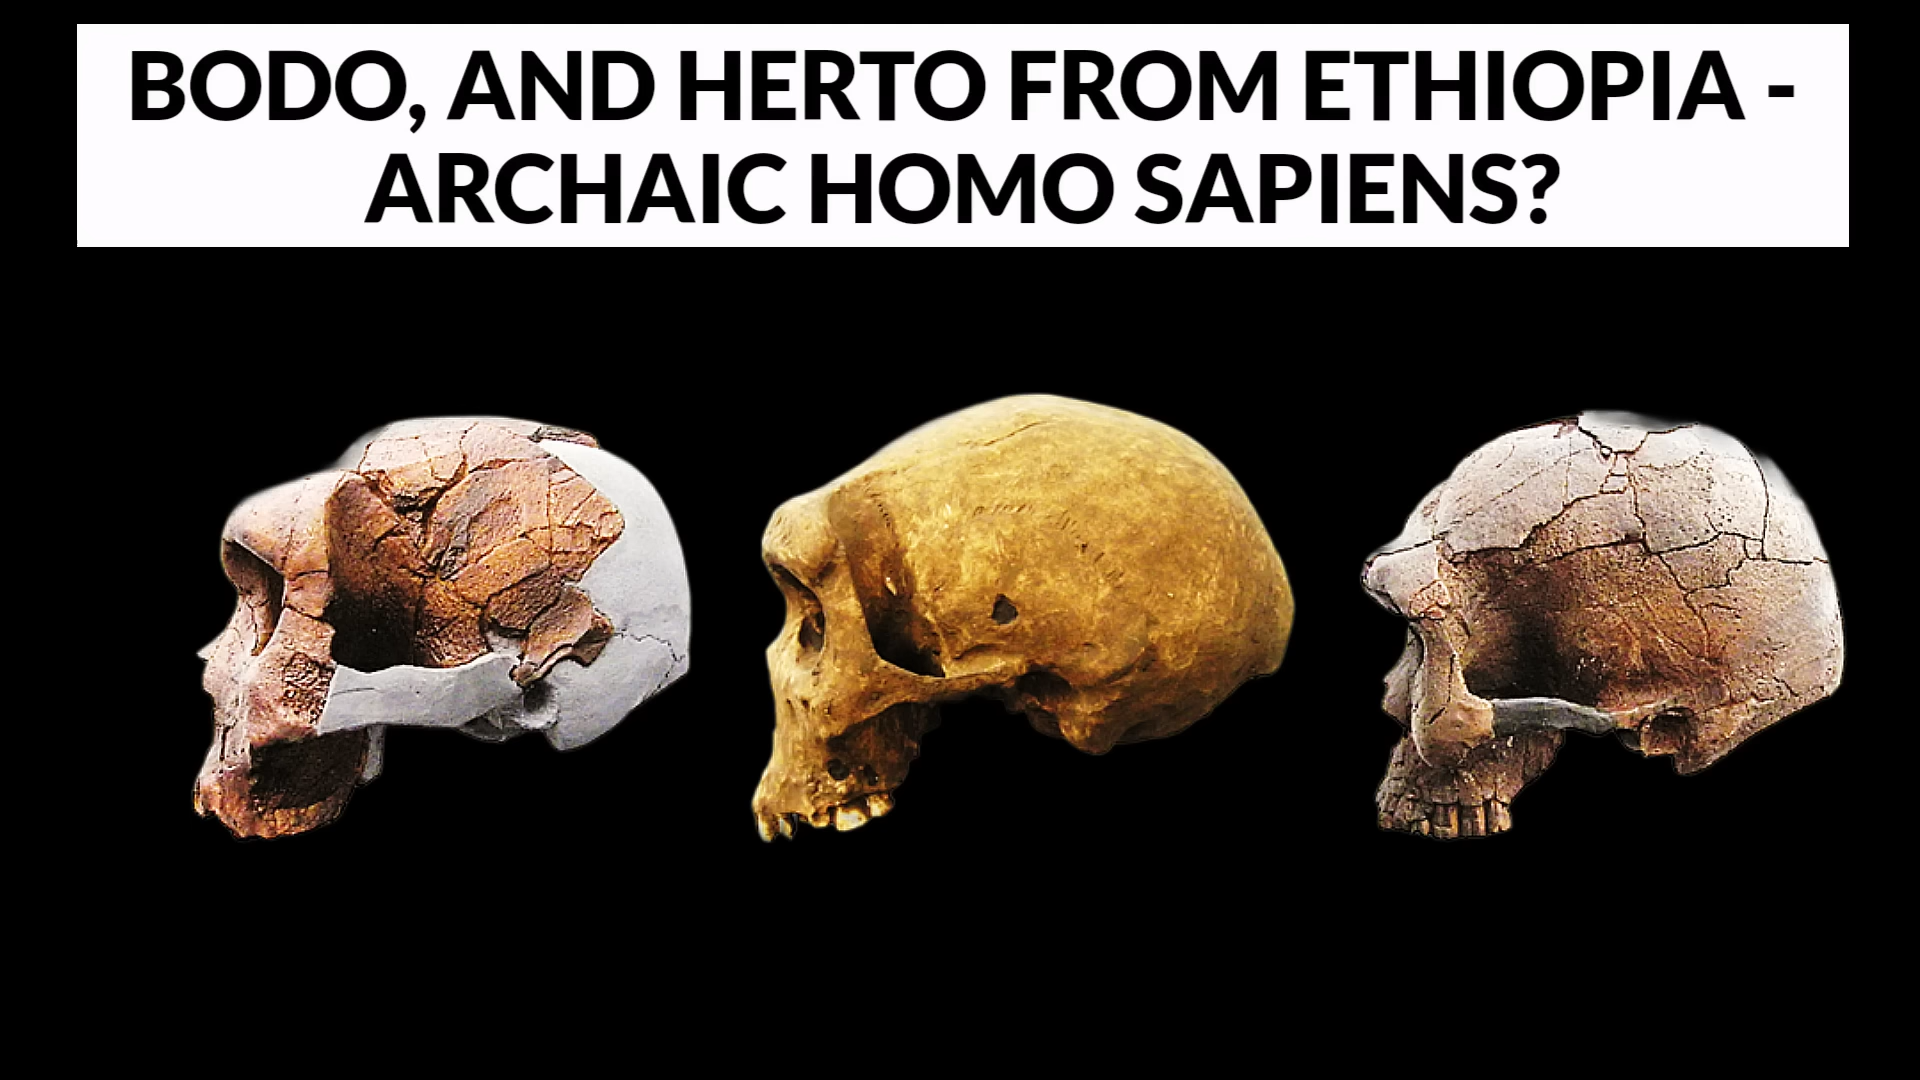 BODO, AND HERTO FROM ETHIOPIA -
ARCHAIC HOMO SAPIENS?